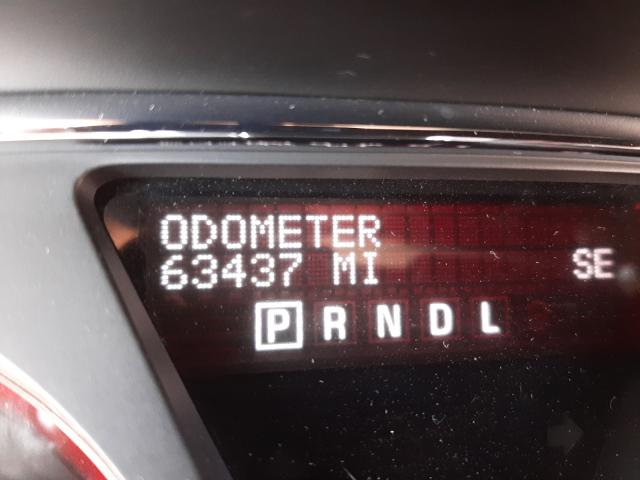 ODOMETER
63437 MI SE
P R N D L